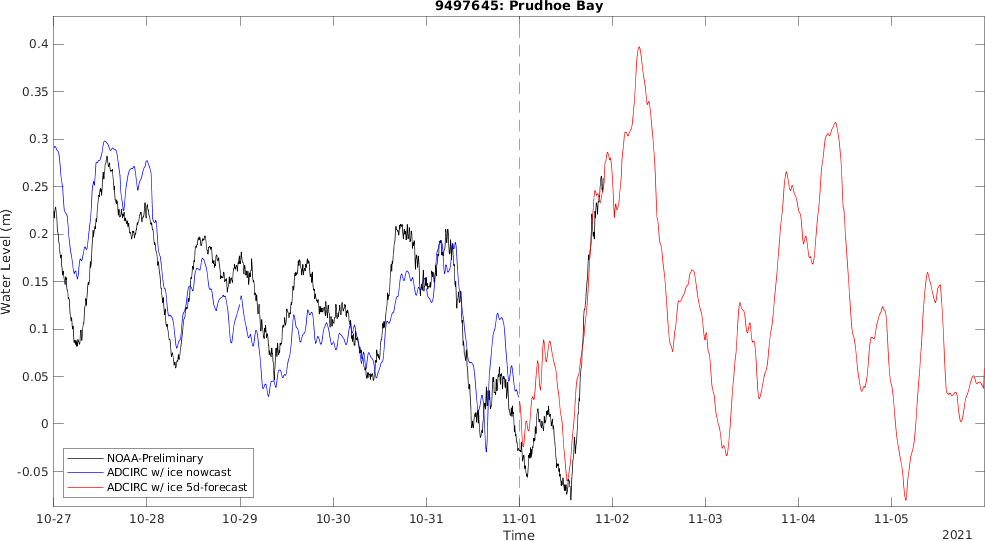 9497645: Prudhoe Bay
Water Level (m)
0.4
0.35
0.3
0.25
0.2
0.15
0.1
0.05
0
-0.05
NOAA-Preliminary
ADCIRC w/ ice nowcast
ADCIRC w/ ice 5d-forecast
10-27 10-28 10-29 10-30 10-31 11-01 11-02 11-03 11-04 11-05
Time
2021